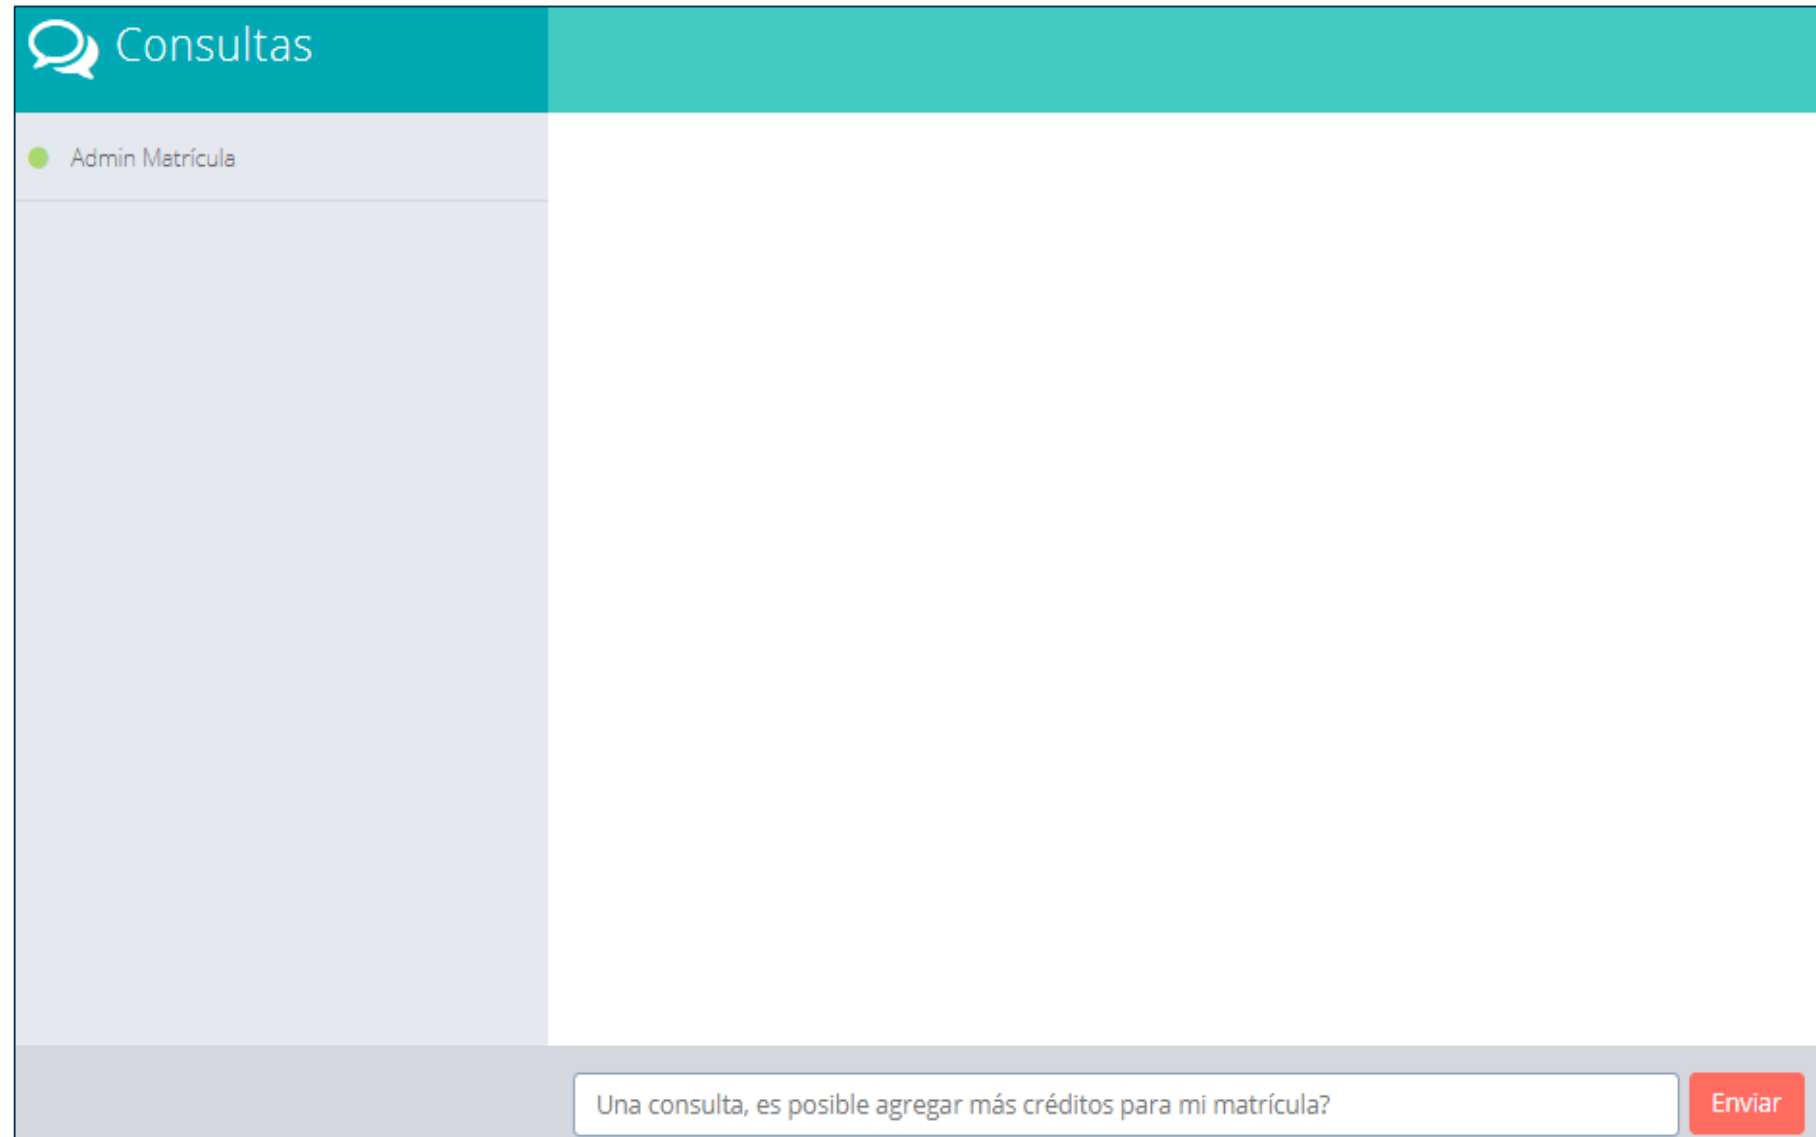 Consultas
Admin Matrícula
Una consulta, es posible agregar más créditos para mi matrícula?
Enviar